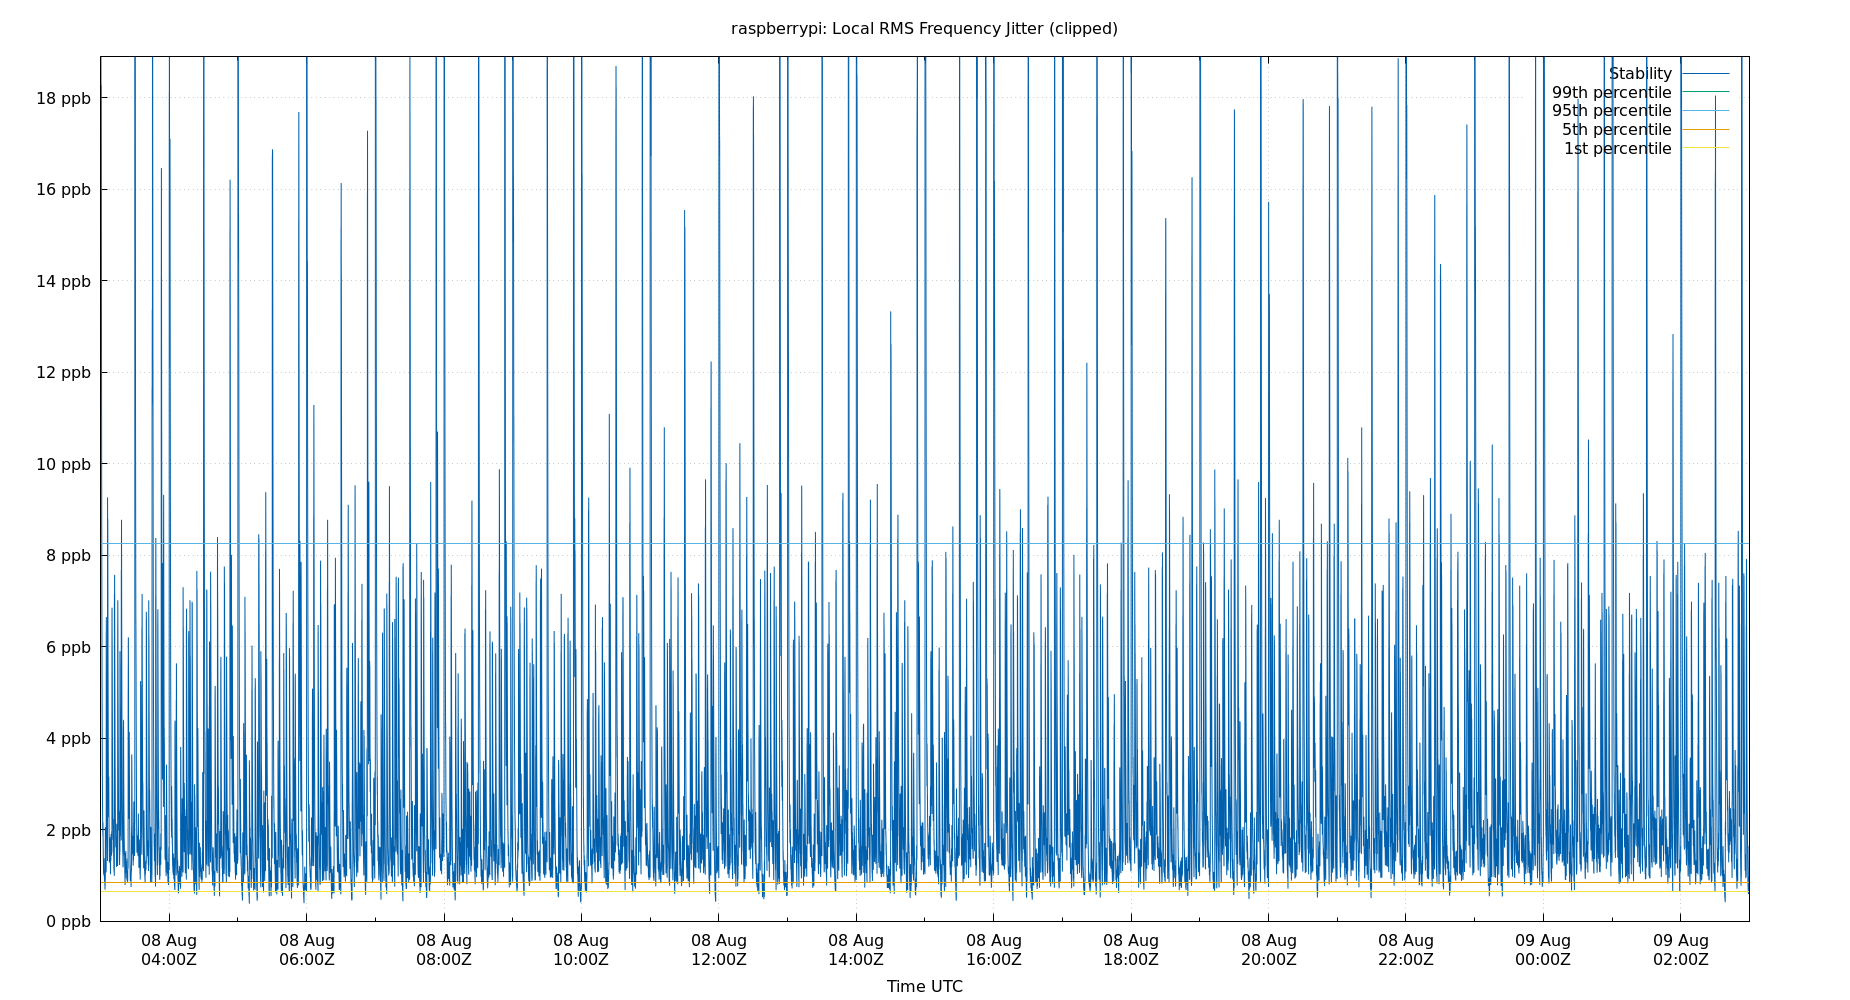 raspberrypi: Local RMS Frequency Jitter (clipped)
Stability
99th percentile
95th percentile
5th percentile
1st percentile
18 ppb
16 ppb
14 ppb
12 ppb
10 ppb
8 ppb
6 ppb
4 ppb
2 ppb
0 ppb
08 Aug 08 Aug 08 Aug 08 Aug 08 Aug 08 Aug 08 Aug 08 Aug 08 Aug 08 Aug 09 Aug 09 Aug
04:00Z 06:00Z 08:00Z 10:00Z 12:00Z 14:00Z 16:00Z 18:00Z 20:00Z 22:00Z 00:00Z 02:00Z
Time UTC